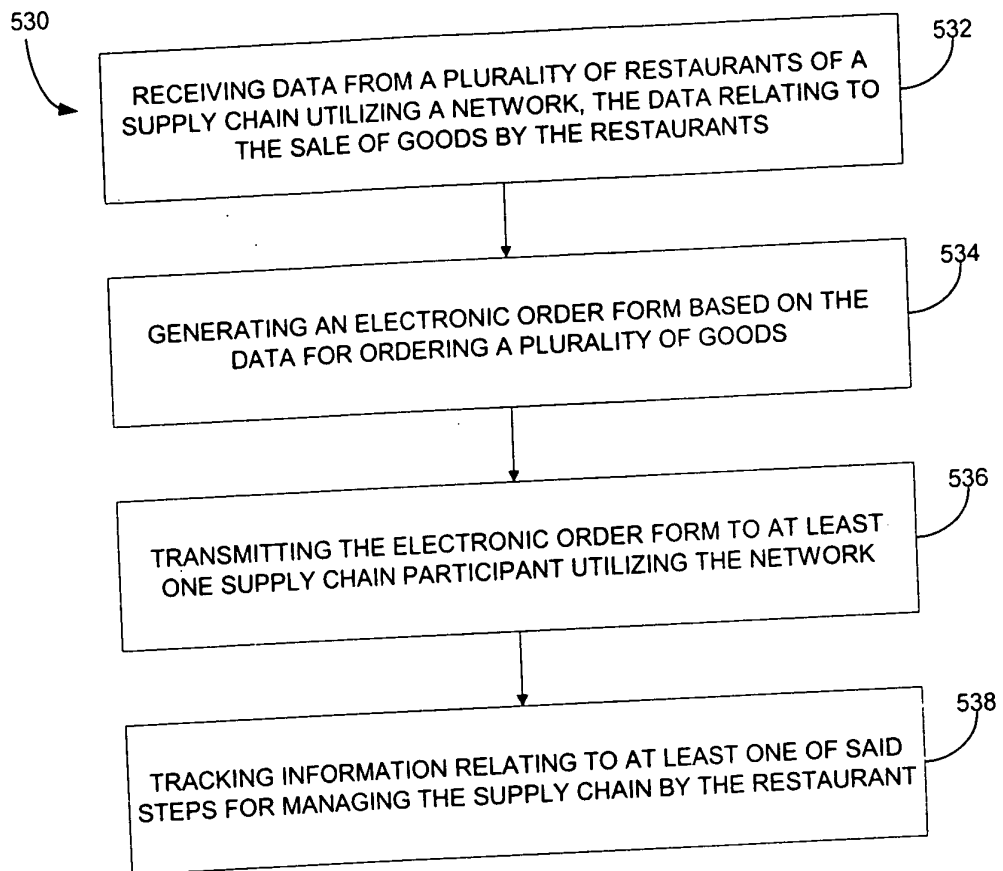 530
532
RECEIVING DATA FROM A PLURALITY OF RESTAURANTS OF A
SUPPLY CHAIN UTILIZING A NETWORK, THE DATA RELATING TO
THE SALE OF GOODS BY THE RESTAURANTS
534
GENERATING AN ELECTRONIC ORDER FORM BASED ON THE
DATA FOR ORDERING A PLURALITY OF GOODS
536
TRANSMITTING THE ELECTRONIC ORDER FORM TO AT LEAST
ONE SUPPLY CHAIN PARTICIPANT UTILIZING THE NETWORK
538
TRACKING INFORMATION RELATING TO AT LEAST ONE OF SAID
STEPS FOR MANAGING THE SUPPLY CHAIN BY THE RESTAURANT